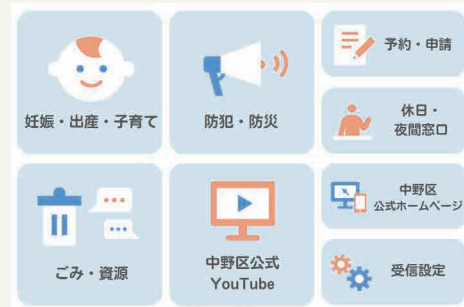 妊娠・出産・子育て
防犯・防災
予約・申請
休日・
夜間窓口
ごみ・資源
中野区公式
YouTube
中野区
公式ホームページ
受信設定